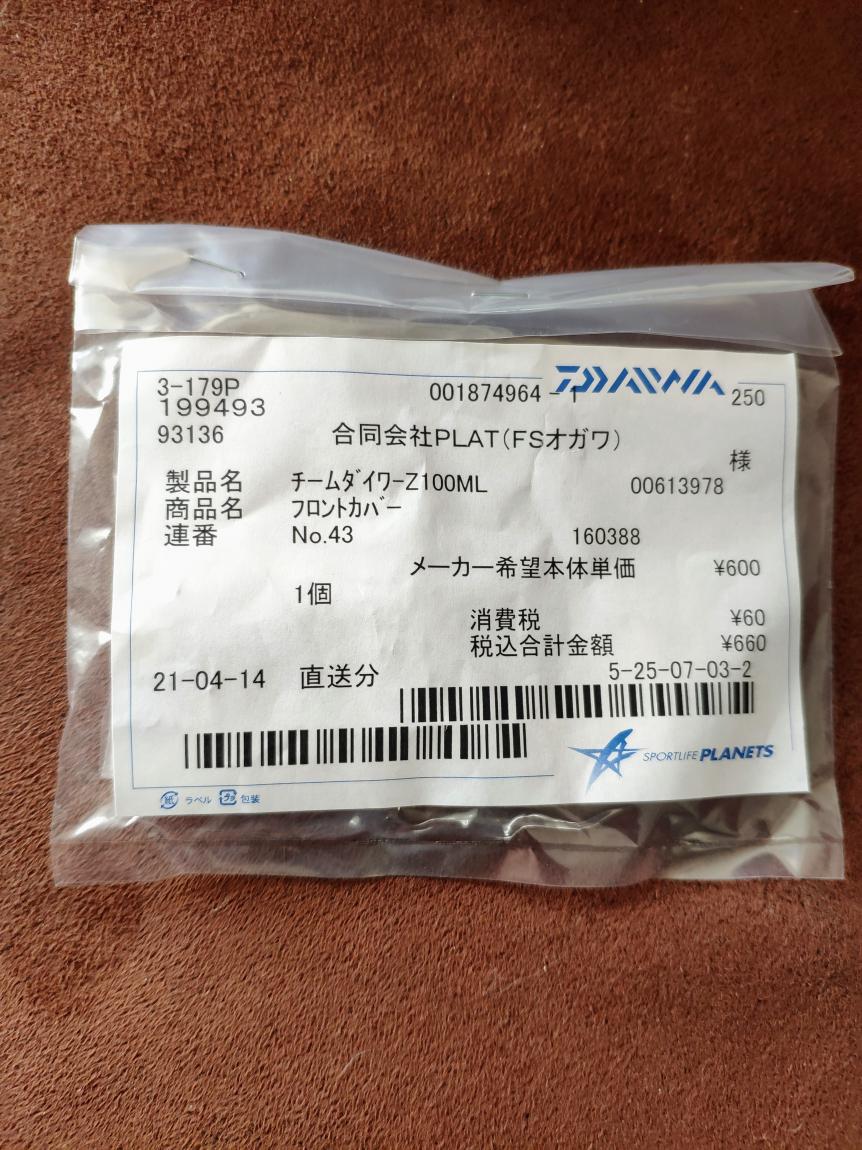 3-179P 001874964-1 DAIWA 250
199493
93136 合同会社PLAT(FSオガワ)
様
製品名 チームダイワーZ100ML 00613978
商品名 フロントカバー
連番 No.43 160388
メーカー希望本体単価 ¥600
1個
消費税 ¥60
税込合計金額 ¥660
21-04-14 直送分 5-25-07-03-2
SPORTLIFE PLANETS
紙 ラベル プラ 包装